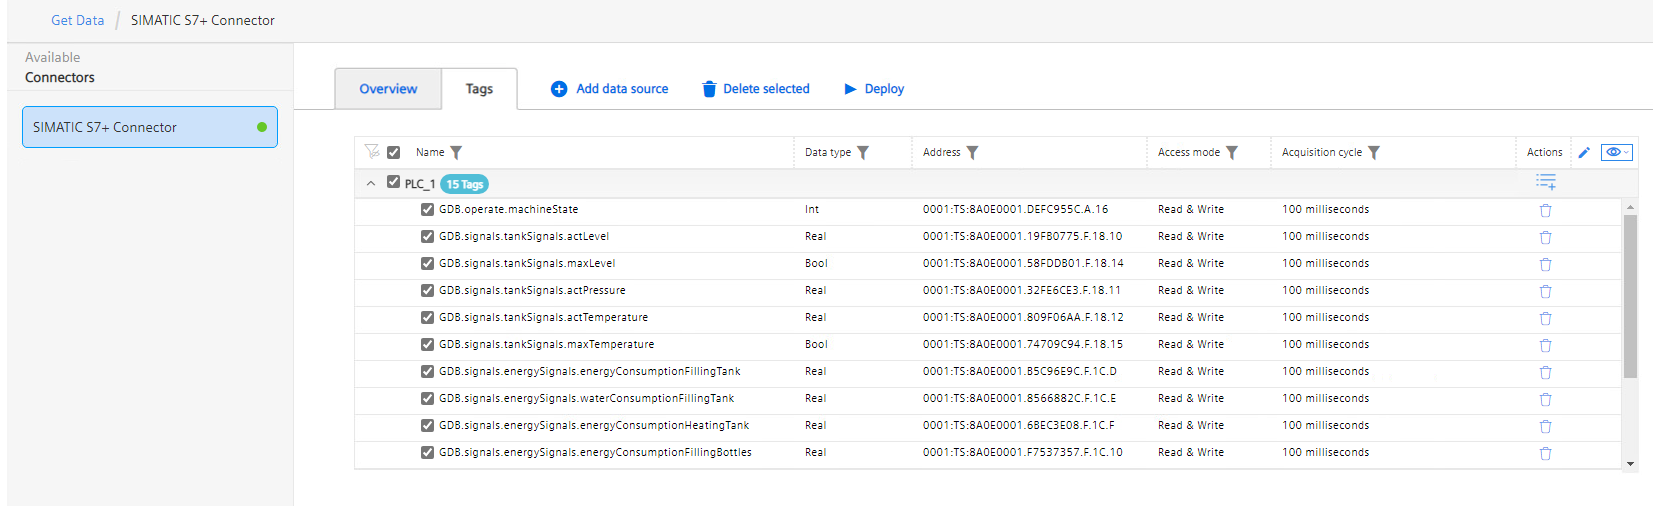 Get Data / SIMATIC S7+ Connector
Available
Connectors
SIMATIC S7+ Connector
Overview Tags Add data source Delete selected Deploy
Name Data type Address Access mode Acquisition cycle Actions
PLC_1 15 Tags
GDB.operate.machineState Int 0001:TS:8A0E0001.DEFC955C.A.16 Read & Write 100 milliseconds
GDB.signals.tankSignals.actLevel Real 0001:TS:8A0E0001.19FB0775.F.18.10 Read & Write 100 milliseconds
GDB.signals.tankSignals.maxLevel Bool 0001:TS:8A0E0001.58FDDB01.F.18.14 Read & Write 100 milliseconds
GDB.signals.tankSignals.actPressure Real 0001:TS:8A0E0001.32FE6CE3.F.18.11 Read & Write 100 milliseconds
GDB.signals.tankSignals.actTemperature Real 0001:TS:8A0E0001.809F06AA.F.18.12 Read & Write 100 milliseconds
GDB.signals.tankSignals.maxTemperature Bool 0001:TS:8A0E0001.74709C94.F.18.15 Read & Write 100 milliseconds
GDB.signals.energySignals.energyConsumptionFillingTank Real 0001:TS:8A0E0001.B5C96E9C.F.1C.D Read & Write 100 milliseconds
GDB.signals.energySignals.waterConsumptionFillingTank Real 0001:TS:8A0E0001.8566882C.F.1C.E Read & Write 100 milliseconds
GDB.signals.energySignals.energyConsumptionHeatingTank Real 0001:TS:8A0E0001.6BEC3E08.F.1C.F Read & Write 100 milliseconds
GDB.signals.energySignals.energyConsumptionFillingBottles Real 0001:TS:8A0E0001.F7537357.F.1C.10 Read & Write 100 milliseconds